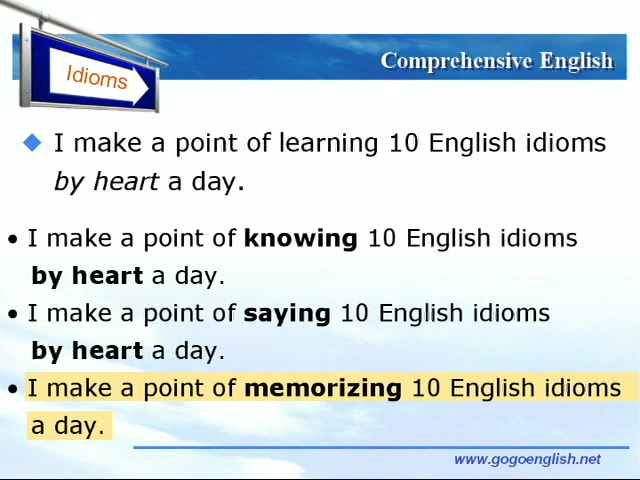 Idioms
Comprehensive English
I make a point of learning 10 English idioms
by heart a day.
• I make a point of knowing 10 English idioms
by heart a day.
• I make a point of saying 10 English idioms
by heart a day.
• I make a point of memorizing 10 English idioms
a day.
www.gogoenglish.net